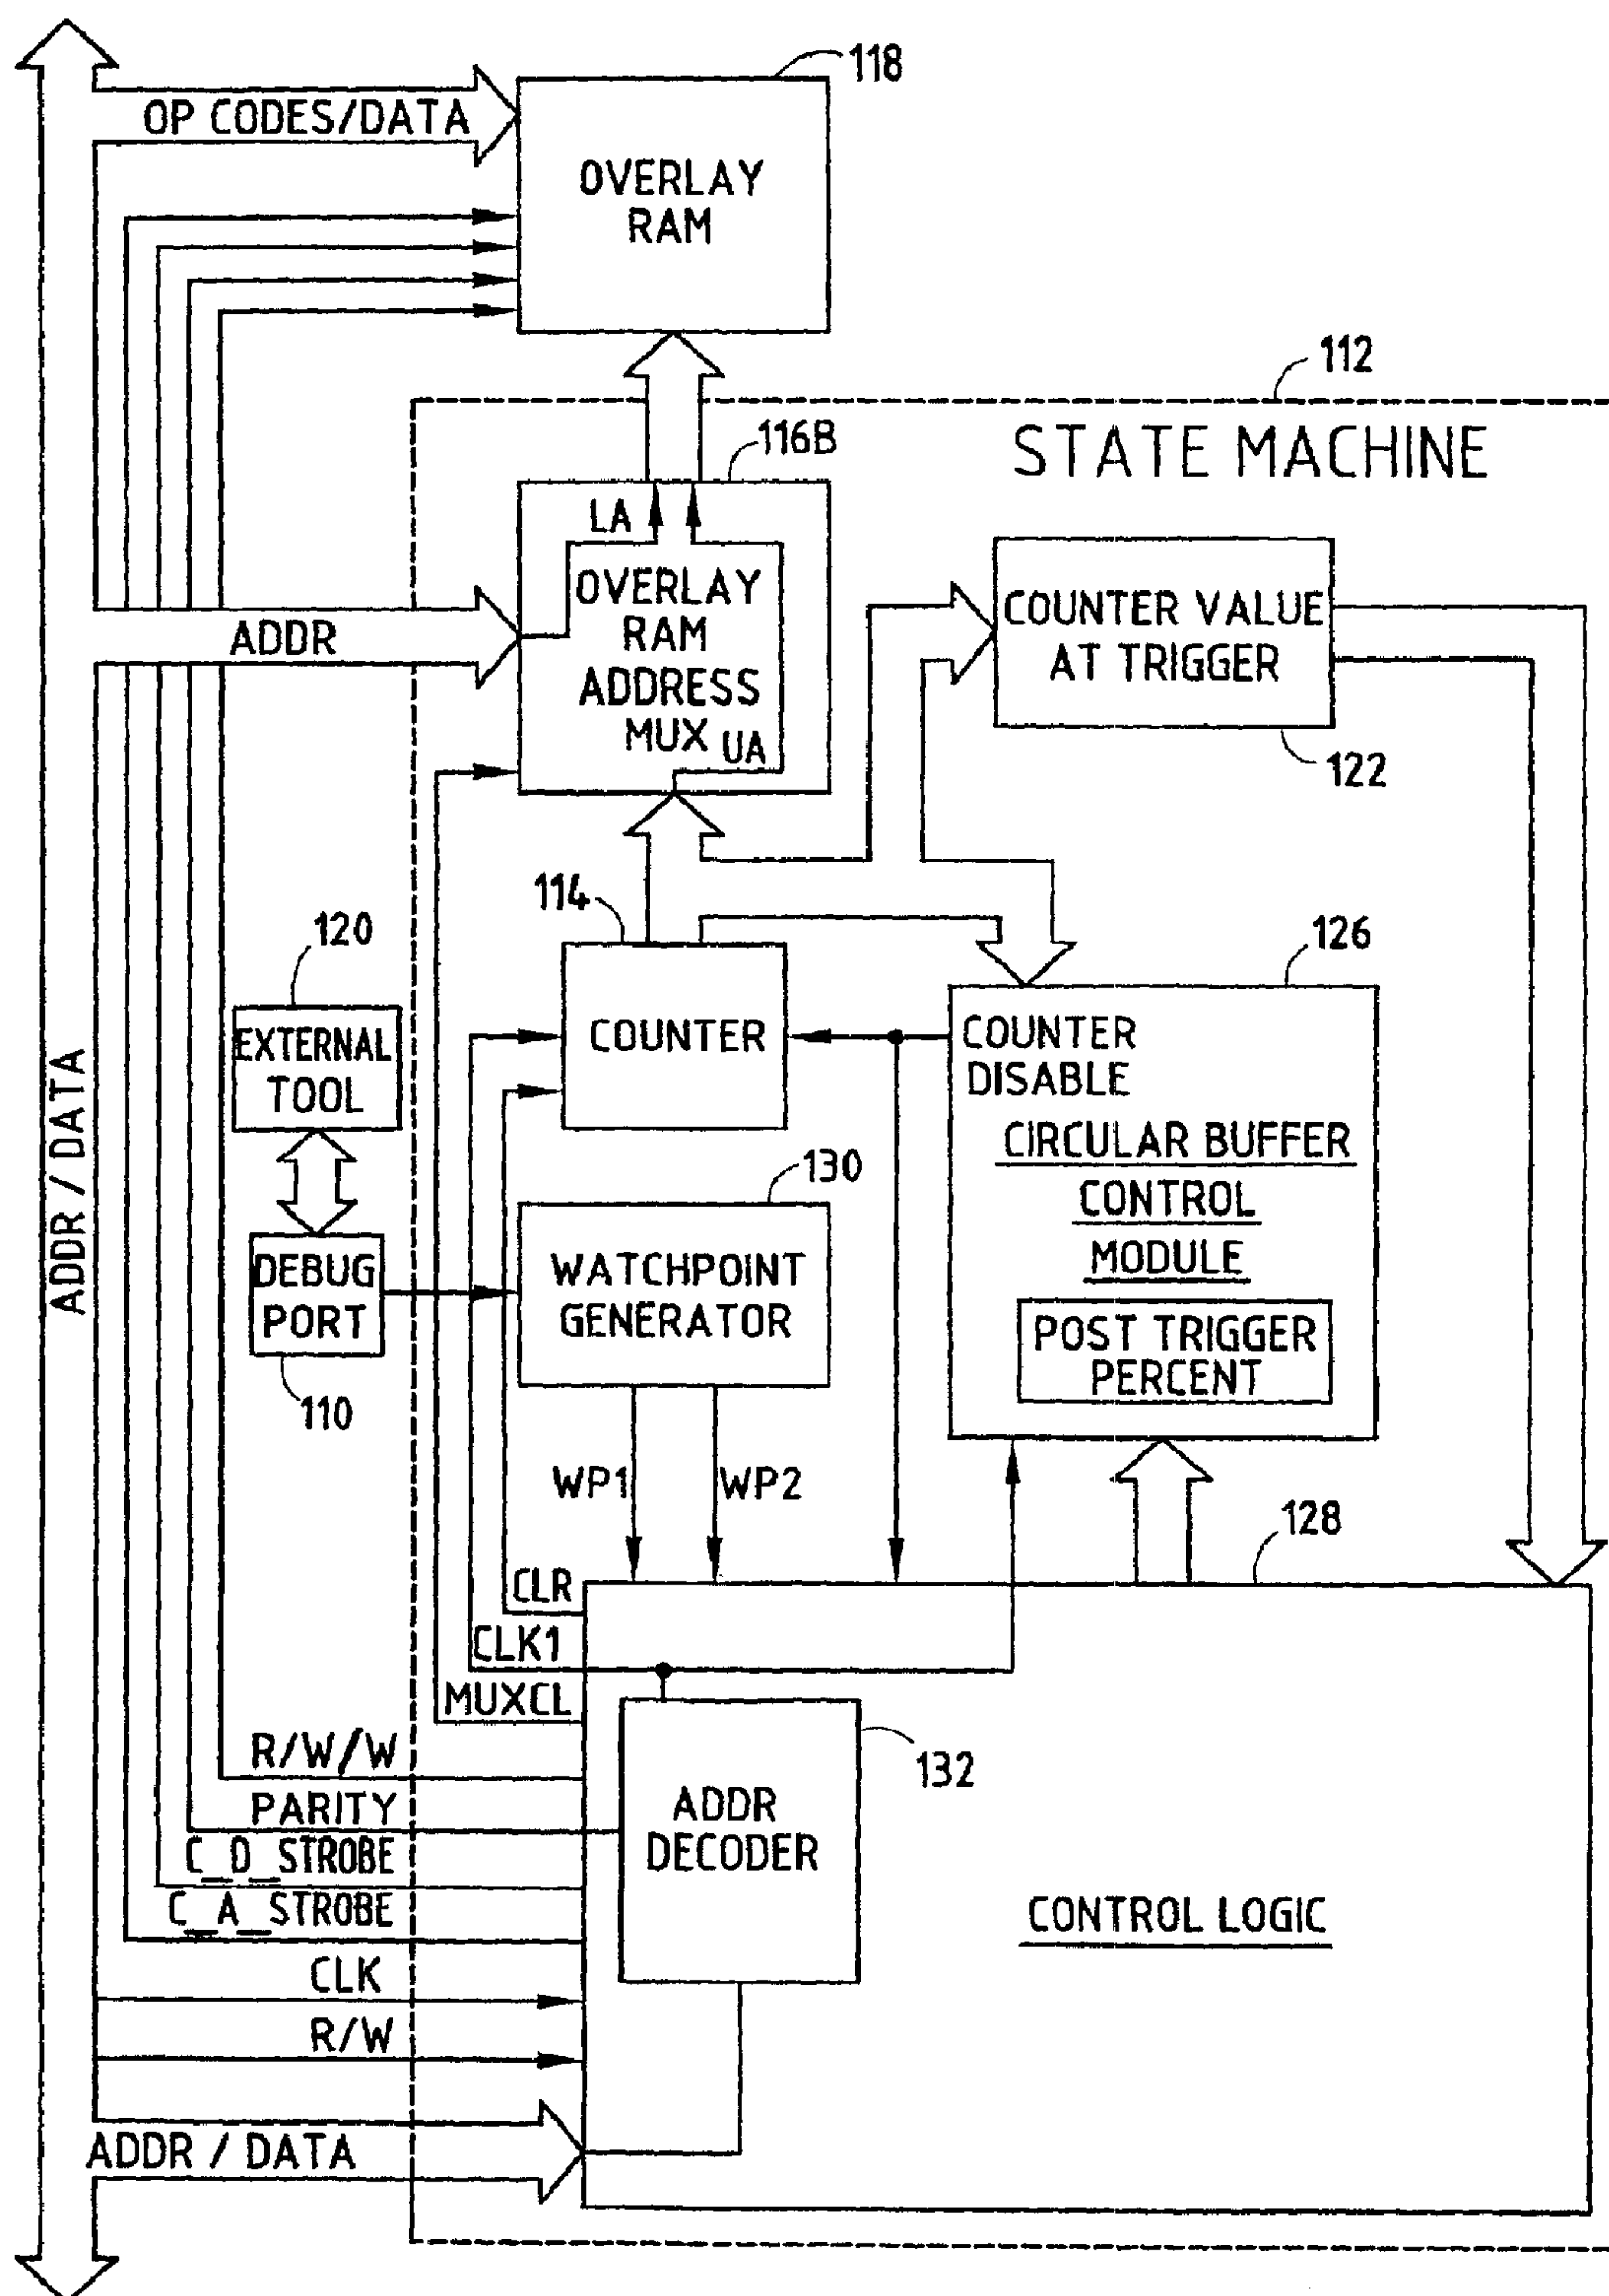 118
OP CODES/DATA
OVERLAY
RAM
112
STATE MACHINE
116B
LA
OVERLAY
RAM
ADDRESS
MUX
UA
ADDR
COUNTER VALUE
AT TRIGGER
122
114
120
126
EXTERNAL
TOOL
COUNTER
COUNTER
DISABLE
CIRCULAR BUFFER
CONTROL
MODULE
POST TRIGGER
PERCENT
ADDR / DATA
130
DEBUG
PORT
110
WATCHPOINT
GENERATOR
WP1
WP2
128
CLR
CLK1
MUXCL
R/W/W
PARITY
C_D_STROBE
C_A_STROBE
CLK
R/W
ADDR / DATA
132
ADDR
DECODER
CONTROL LOGIC